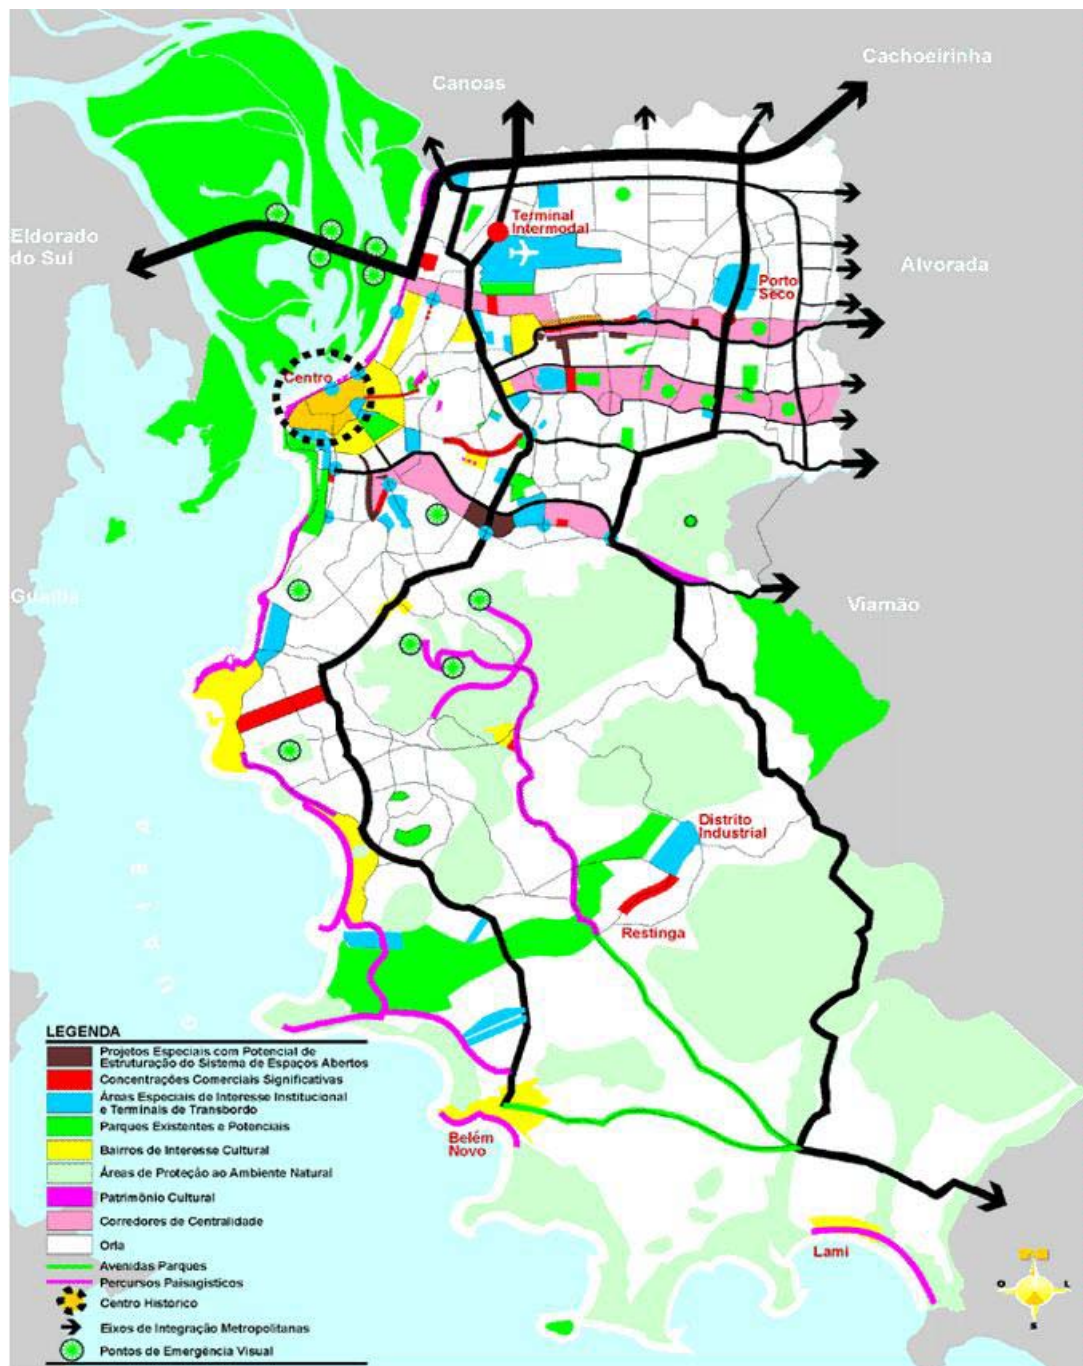 Cachoeirinha
Canoas
Eldorado
do Sul
Terminal
Intermodal
Alvorada
Porto
Seco
Centro
Guaíba
Viamão
Distrito
Industrial
Restinga
LEGENDA
Projetos Especiais com Potencial de
Estruturação do Sistema de Espaços Abertos
Concentrações Comerciais Significativas
Áreas Especiais de Interesse Institucional
e Terminais de Transbordo
Parques Existentes e Potenciais
Bairros de Interesse Cultural
Áreas de Proteção ao Ambiente Natural
Patrimônio Cultural
Corredores de Centralidade
Orla
Avenidas Parques
Percursos Paisagísticos
Centro Histórico
Eixos de Integração Metropolitanas
Pontos de Emergência Visual
Belém
Novo
Lami
O
L
S